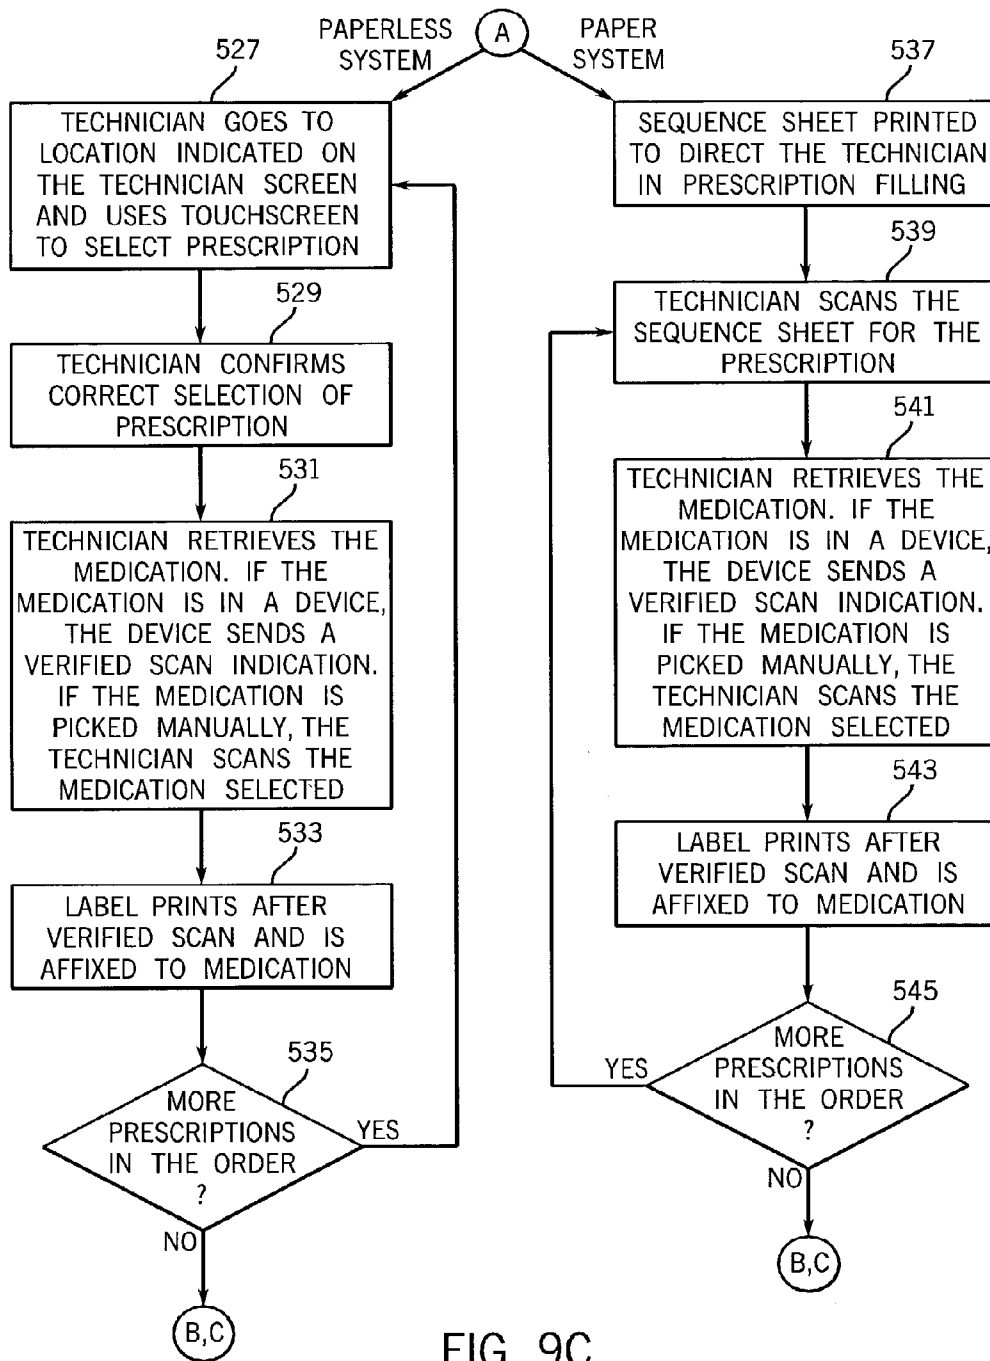 A
PAPERLESS
SYSTEM
PAPER
SYSTEM
527
TECHNICIAN GOES TO
LOCATION INDICATED ON
THE TECHNICIAN SCREEN
AND USES TOUCHSCREEN
TO SELECT PRESCRIPTION
529
TECHNICIAN CONFIRMS
CORRECT SELECTION OF
PRESCRIPTION
531
TECHNICIAN RETRIEVES THE
MEDICATION. IF THE
MEDICATION IS IN A DEVICE,
THE DEVICE SENDS A
VERIFIED SCAN INDICATION.
IF THE MEDICATION IS
PICKED MANUALLY, THE
TECHNICIAN SCANS THE
MEDICATION SELECTED
533
LABEL PRINTS AFTER
VERIFIED SCAN AND IS
AFFIXED TO MEDICATION
535
MORE
PRESCRIPTIONS
IN THE ORDER
?
YES
NO
B,C
537
SEQUENCE SHEET PRINTED
TO DIRECT THE TECHNICIAN
IN PRESCRIPTION FILLING
539
TECHNICIAN SCANS THE
SEQUENCE SHEET FOR THE
PRESCRIPTION
541
TECHNICIAN RETRIEVES THE
MEDICATION. IF THE
MEDICATION IS IN A DEVICE,
THE DEVICE SENDS A
VERIFIED SCAN INDICATION.
IF THE MEDICATION IS
PICKED MANUALLY, THE
TECHNICIAN SCANS THE
MEDICATION SELECTED
543
LABEL PRINTS AFTER
VERIFIED SCAN AND IS
AFFIXED TO MEDICATION
545
MORE
PRESCRIPTIONS
IN THE ORDER
?
YES
NO
B,C
FIG. 9C